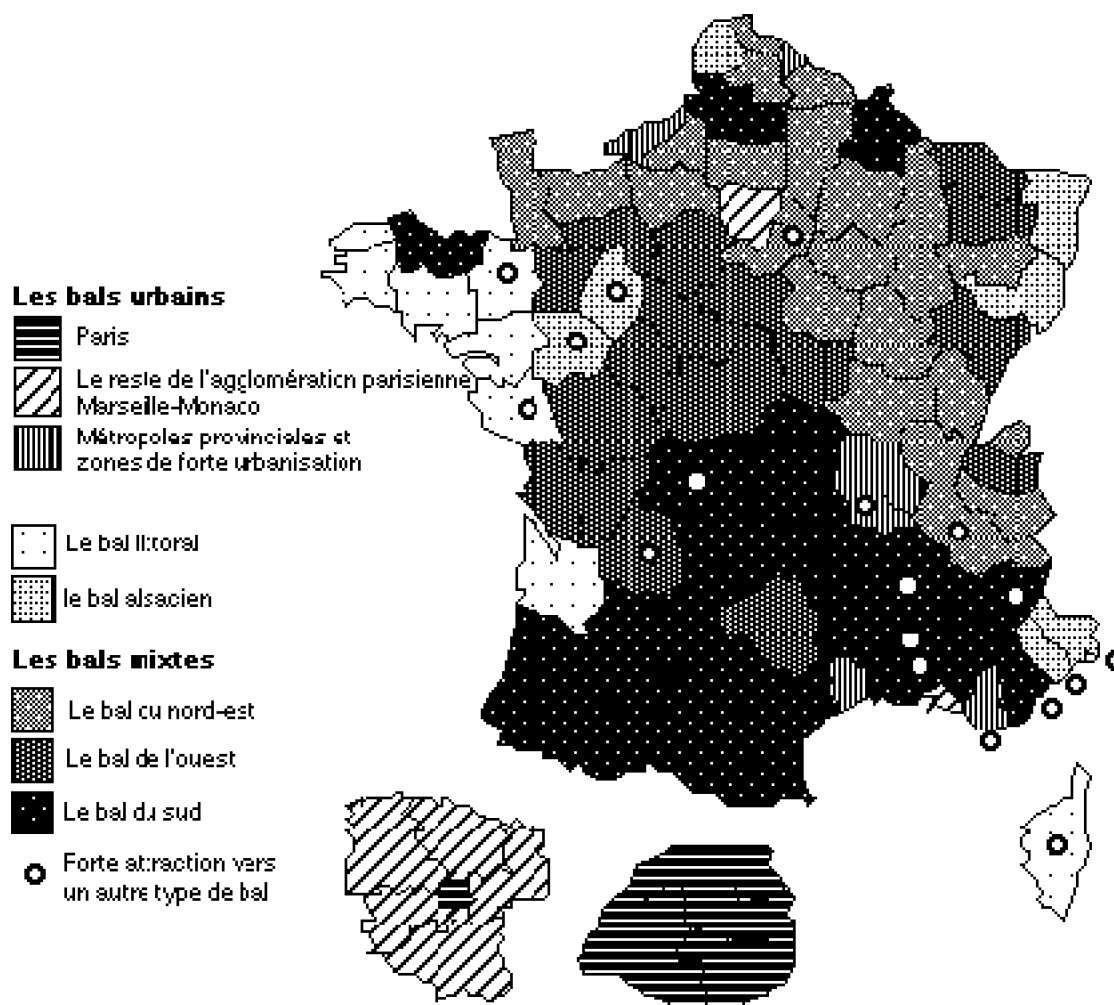 Les bals urbains
Paris
Le reste de l'agglomération parisienne
Marseille-Monaco
Métropoles provinciales et
zones de forte urbanisation
Le bal littoral
le bal alsacien
Les bals mixtes
Le bal du nord-est
Le bal de l'ouest
Le bal du sud
Forte attraction vers
un autre type de bal